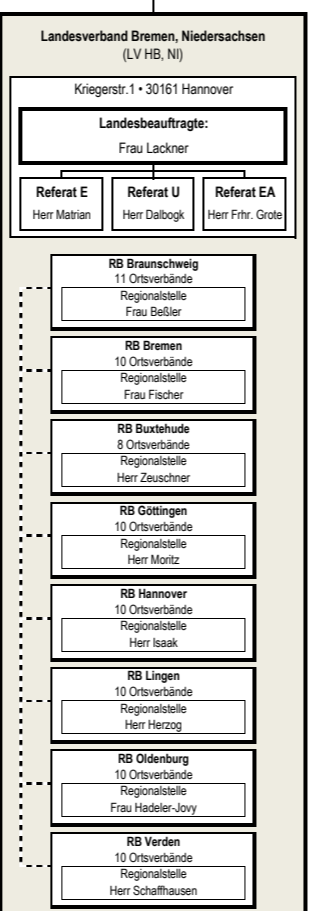 Landesverband Bremen, Niedersachsen
(LV HB, NI)
Kriegerstr.1 • 30161 Hannover
Landesbeauftragte:
Frau Lackner
Referat E
Herr Matrian
Referat U
Herr Dalbogk
Referat EA
Herr Frhr. Grote
RB Braunschweig
11 Ortsverbände
Regionalstelle
Frau Beßler
RB Bremen
10 Ortsverbände
Regionalstelle
Frau Fischer
RB Buxtehude
8 Ortsverbände
Regionalstelle
Herr Zeuschner
RB Göttingen
10 Ortsverbände
Regionalstelle
Herr Moritz
RB Hannover
10 Ortsverbände
Regionalstelle
Herr Isaak
RB Lingen
10 Ortsverbände
Regionalstelle
Herr Herzog
RB Oldenburg
10 Ortsverbände
Regionalstelle
Frau Hadeler-Jovy
RB Verden
10 Ortsverbände
Regionalstelle
Herr Schaffhausen